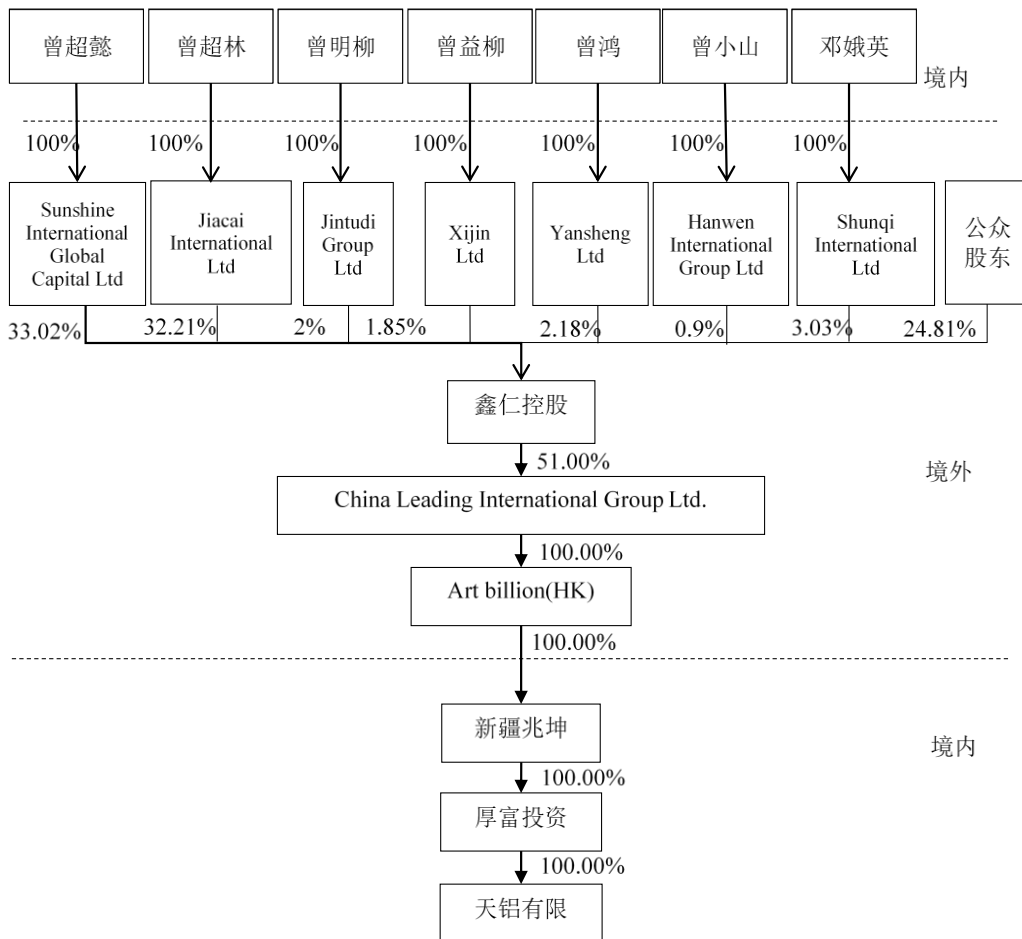 曾超懿
曾超林
曾明柳
曾益柳
曾鸿
曾小山
邓娥英
境内
100%
100%
100%
100%
100%
100%
100%
Sunshine
International
Global
Capital Ltd
Jiacai
International
Ltd
Jintudi
Group
Ltd
Xijin
Ltd
Yansheng
Ltd
Hanwen
International
Group Ltd
Shunqi
International
Ltd
公众
股东
33.02%
32.21%
2%
1.85%
2.18%
0.9%
3.03%
24.81%
鑫仁控股
51.00%
境外
China Leading International Group Ltd.
100.00%
Art billion(HK)
100.00%
新疆兆坤
境内
100.00%
厚富投资
100.00%
天铝有限